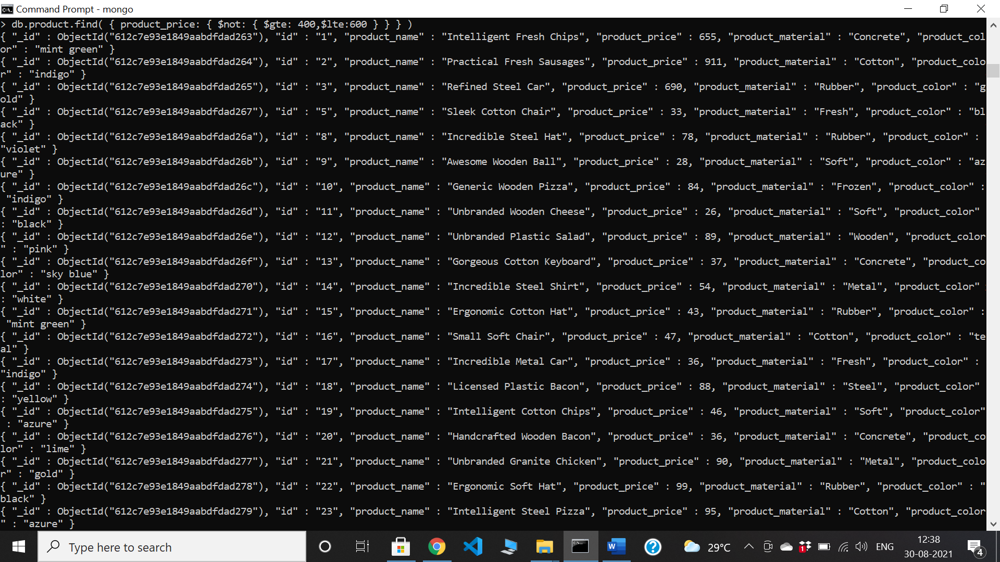 Command Prompt - mongo
> db.product.find( { product_price: { $not: { $gte: 400,$lte:600 } } } )
{ "_id" : ObjectId("612c7e93e1849aabdfdad263"), "id" : "1", "product_name" : "Intelligent Fresh Chips", "product_price" : 655, "product_material" : "Concrete", "product_col
or" : "mint green" }
{ "_id" : ObjectId("612c7e93e1849aabdfdad264"), "id" : "2", "product_name" : "Practical Fresh Sausages", "product_price" : 911, "product_material" : "Cotton", "product_colo
r" : "indigo" }
{ "_id" : ObjectId("612c7e93e1849aabdfdad265"), "id" : "3", "product_name" : "Refined Steel Car", "product_price" : 690, "product_material" : "Rubber", "product_color" : "g
old" }
{ "_id" : ObjectId("612c7e93e1849aabdfdad267"), "id" : "5", "product_name" : "Sleek Cotton Chair", "product_price" : 33, "product_material" : "Fresh", "product_color" : "bl
ack" }
{ "_id" : ObjectId("612c7e93e1849aabdfdad26a"), "id" : "8", "product_name" : "Incredible Steel Hat", "product_price" : 78, "product_material" : "Rubber", "product_color" :
"violet" }
{ "_id" : ObjectId("612c7e93e1849aabdfdad26b"), "id" : "9", "product_name" : "Awesome Wooden Ball", "product_price" : 28, "product_material" : "Soft", "product_color" : "az
ure" }
{ "_id" : ObjectId("612c7e93e1849aabdfdad26c"), "id" : "10", "product_name" : "Generic Wooden Pizza", "product_price" : 84, "product_material" : "Frozen", "product_color" :
"indigo" }
{ "_id" : ObjectId("612c7e93e1849aabdfdad26d"), "id" : "11", "product_name" : "Unbranded Wooden Cheese", "product_price" : 26, "product_material" : "Soft", "product_color"
: "black" }
{ "_id" : ObjectId("612c7e93e1849aabdfdad26e"), "id" : "12", "product_name" : "Unbranded Plastic Salad", "product_price" : 89, "product_material" : "Wooden", "product_color
" : "pink" }
{ "_id" : ObjectId("612c7e93e1849aabdfdad26f"), "id" : "13", "product_name" : "Gorgeous Cotton Keyboard", "product_price" : 37, "product_material" : "Concrete", "product_co
lor" : "sky blue" }
{ "_id" : ObjectId("612c7e93e1849aabdfdad270"), "id" : "14", "product_name" : "Incredible Steel Shirt", "product_price" : 54, "product_material" : "Metal", "product_color"
: "white" }
{ "_id" : ObjectId("612c7e93e1849aabdfdad271"), "id" : "15", "product_name" : "Ergonomic Cotton Hat", "product_price" : 43, "product_material" : "Rubber", "product_color" :
"mint green" }
{ "_id" : ObjectId("612c7e93e1849aabdfdad272"), "id" : "16", "product_name" : "Small Soft Chair", "product_price" : 47, "product_material" : "Cotton", "product_color" : "te
al" }
{ "_id" : ObjectId("612c7e93e1849aabdfdad273"), "id" : "17", "product_name" : "Incredible Metal Car", "product_price" : 36, "product_material" : "Fresh", "product_color" :
"indigo" }
{ "_id" : ObjectId("612c7e93e1849aabdfdad274"), "id" : "18", "product_name" : "Licensed Plastic Bacon", "product_price" : 88, "product_material" : "Steel", "product_color"
: "yellow" }
{ "_id" : ObjectId("612c7e93e1849aabdfdad275"), "id" : "19", "product_name" : "Intelligent Cotton Chips", "product_price" : 46, "product_material" : "Soft", "product_color"
: "azure" }
{ "_id" : ObjectId("612c7e93e1849aabdfdad276"), "id" : "20", "product_name" : "Handcrafted Wooden Bacon", "product_price" : 36, "product_material" : "Concrete", "product_co
lor" : "lime" }
{ "_id" : ObjectId("612c7e93e1849aabdfdad277"), "id" : "21", "product_name" : "Unbranded Granite Chicken", "product_price" : 90, "product_material" : "Metal", "product_colo
r" : "gold" }
{ "_id" : ObjectId("612c7e93e1849aabdfdad278"), "id" : "22", "product_name" : "Ergonomic Soft Hat", "product_price" : 99, "product_material" : "Rubber", "product_color" : "
black" }
{ "_id" : ObjectId("612c7e93e1849aabdfdad279"), "id" : "23", "product_name" : "Intelligent Steel Pizza", "product_price" : 95, "product_material" : "Cotton", "product_color
" : "azure" }
Type here to search
29°C
ENG
12:38
30-08-2021
4